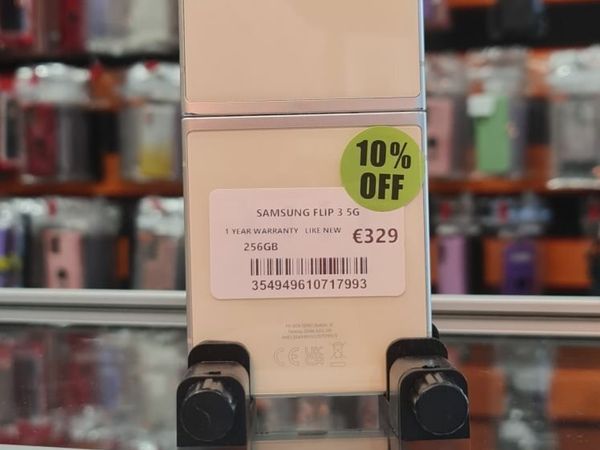 10%
OFF
SAMSUNG FLIP 3 5G
1 YEAR WARRANTY LIKE NEW €329
256GB
354949610717993